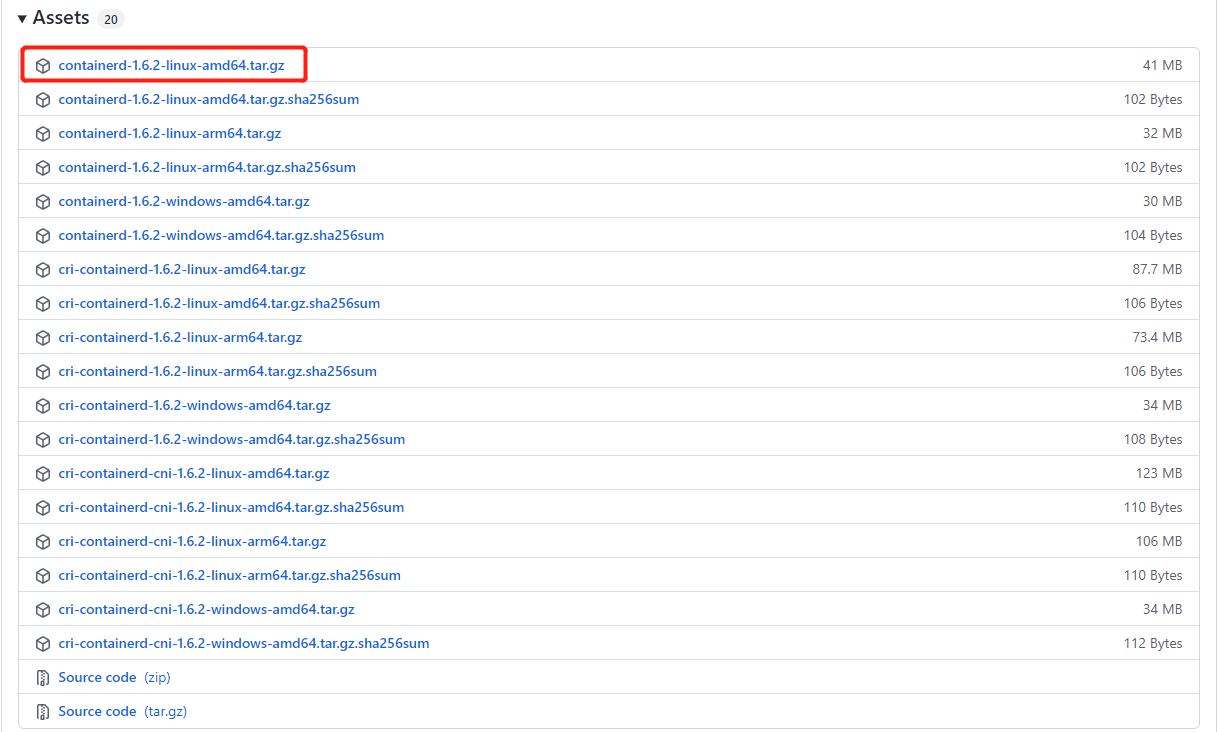 Assets 20
containerd-1.6.2-linux-amd64.tar.gz 41 MB
containerd-1.6.2-linux-amd64.tar.gz.sha256sum 102 Bytes
containerd-1.6.2-linux-arm64.tar.gz 32 MB
containerd-1.6.2-linux-arm64.tar.gz.sha256sum 102 Bytes
containerd-1.6.2-windows-amd64.tar.gz 30 MB
containerd-1.6.2-windows-amd64.tar.gz.sha256sum 104 Bytes
cri-containerd-1.6.2-linux-amd64.tar.gz 87.7 MB
cri-containerd-1.6.2-linux-amd64.tar.gz.sha256sum 106 Bytes
cri-containerd-1.6.2-linux-arm64.tar.gz 73.4 MB
cri-containerd-1.6.2-linux-arm64.tar.gz.sha256sum 106 Bytes
cri-containerd-1.6.2-windows-amd64.tar.gz 34 MB
cri-containerd-1.6.2-windows-amd64.tar.gz.sha256sum 108 Bytes
cri-containerd-cni-1.6.2-linux-amd64.tar.gz 123 MB
cri-containerd-cni-1.6.2-linux-amd64.tar.gz.sha256sum 110 Bytes
cri-containerd-cni-1.6.2-linux-arm64.tar.gz 106 MB
cri-containerd-cni-1.6.2-linux-arm64.tar.gz.sha256sum 110 Bytes
cri-containerd-cni-1.6.2-windows-amd64.tar.gz 34 MB
cri-containerd-cni-1.6.2-windows-amd64.tar.gz.sha256sum 112 Bytes
Source code (zip)
Source code (tar.gz)